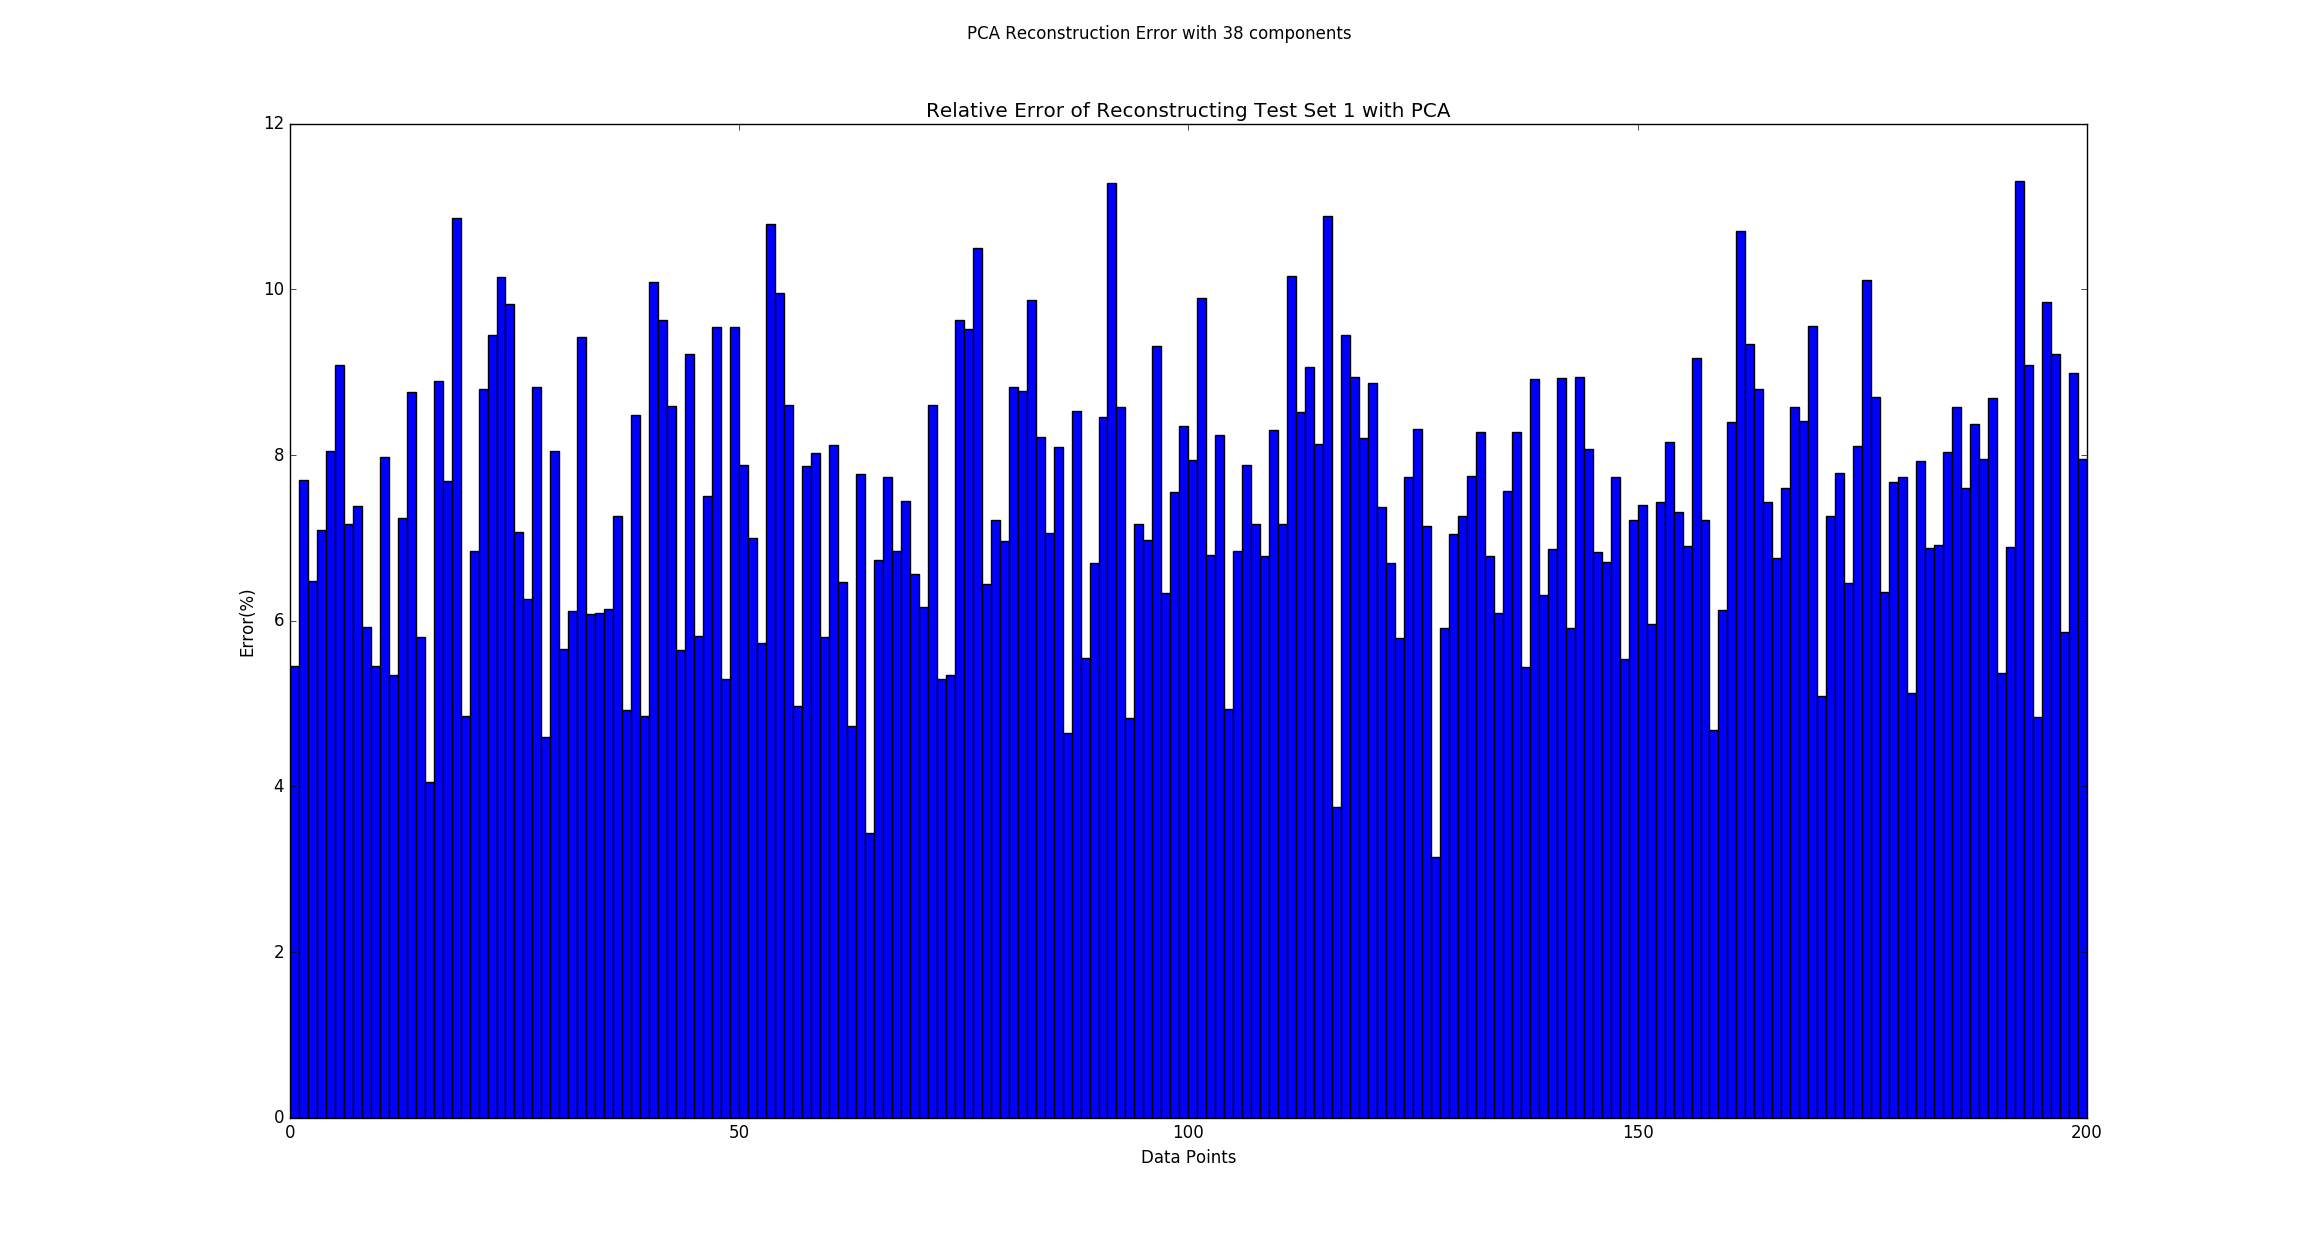 PCA Reconstruction Error with 38 components
Relative Error of Reconstructing Test Set 1 with PCA
12
10
8
6
4
2
0
Error(%)
0 50 100 150 200
Data Points